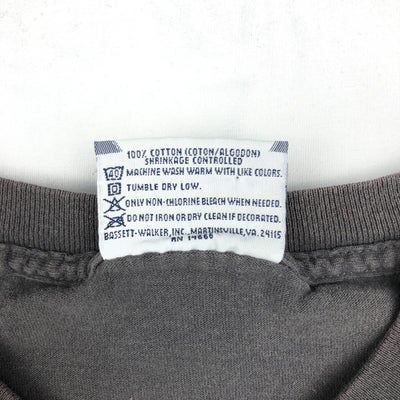 100% COTTON (COTON/ALGODON)
SHRINKAGE CONTROLLED
40 MACHINE WASH WARM WITH LIKE COLORS.
TUMBLE DRY LOW.
ONLY NON-CHLORINE BLEACH WHEN NEEDED.
DO NOT IRON OR DRY CLEAN IF DECORATED.
BASSETT-WALKER, INC., MARTINSVILLE, VA. 24115
RN 14666